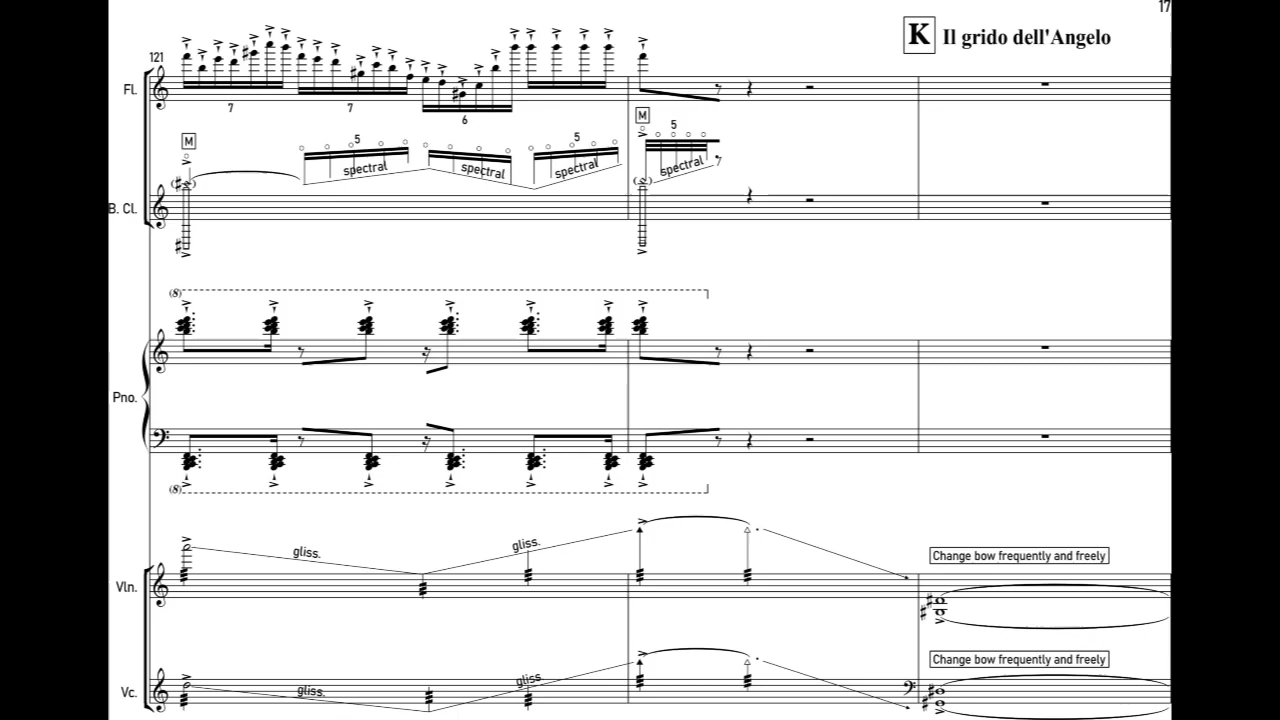 17
K Il grido dell'Angelo
121
Fl.
7 7 6
M M
5 5 5
spectral spectral spectral spectral
B. Cl.
(8)
Pno.
(8)
gliss. gliss.
Change bow frequently and freely
Vln.
Change bow frequently and freely
gliss. gliss.
Vc.